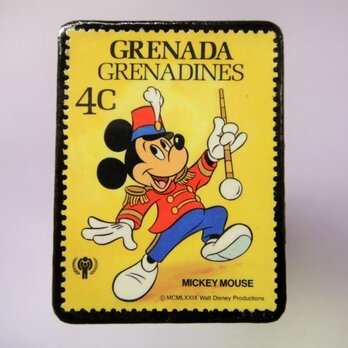 GRENADA
GRENADINES
4C
MICKEY MOUSE
©MCMLXXIX Walt Disney Productions